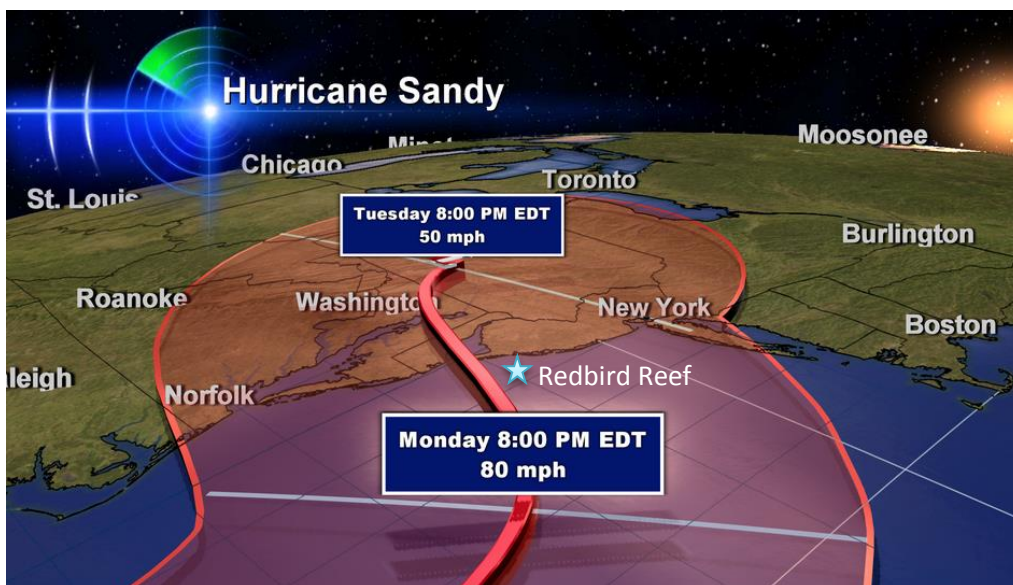 Hurricane Sandy
Moosonee
Chicago
Toronto
St. Louis
Tuesday 8:00 PM EDT
50 mph
Burlington
Roanoke
Washington
New York
Boston
leigh
Redbird Reef
Norfolk
Monday 8:00 PM EDT
80 mph